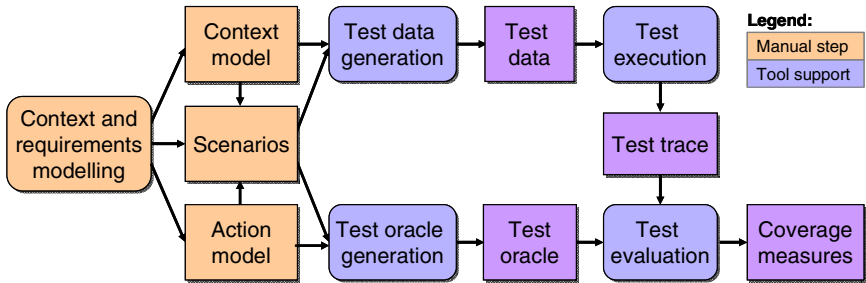 Context and
requirements
modelling
Context
model
Scenarios
Action
model
Test data
generation
Test oracle
generation
Test
data
Test
oracle
Test
execution
Test trace
Test
evaluation
Coverage
measures
Legend:
Manual step
Tool support